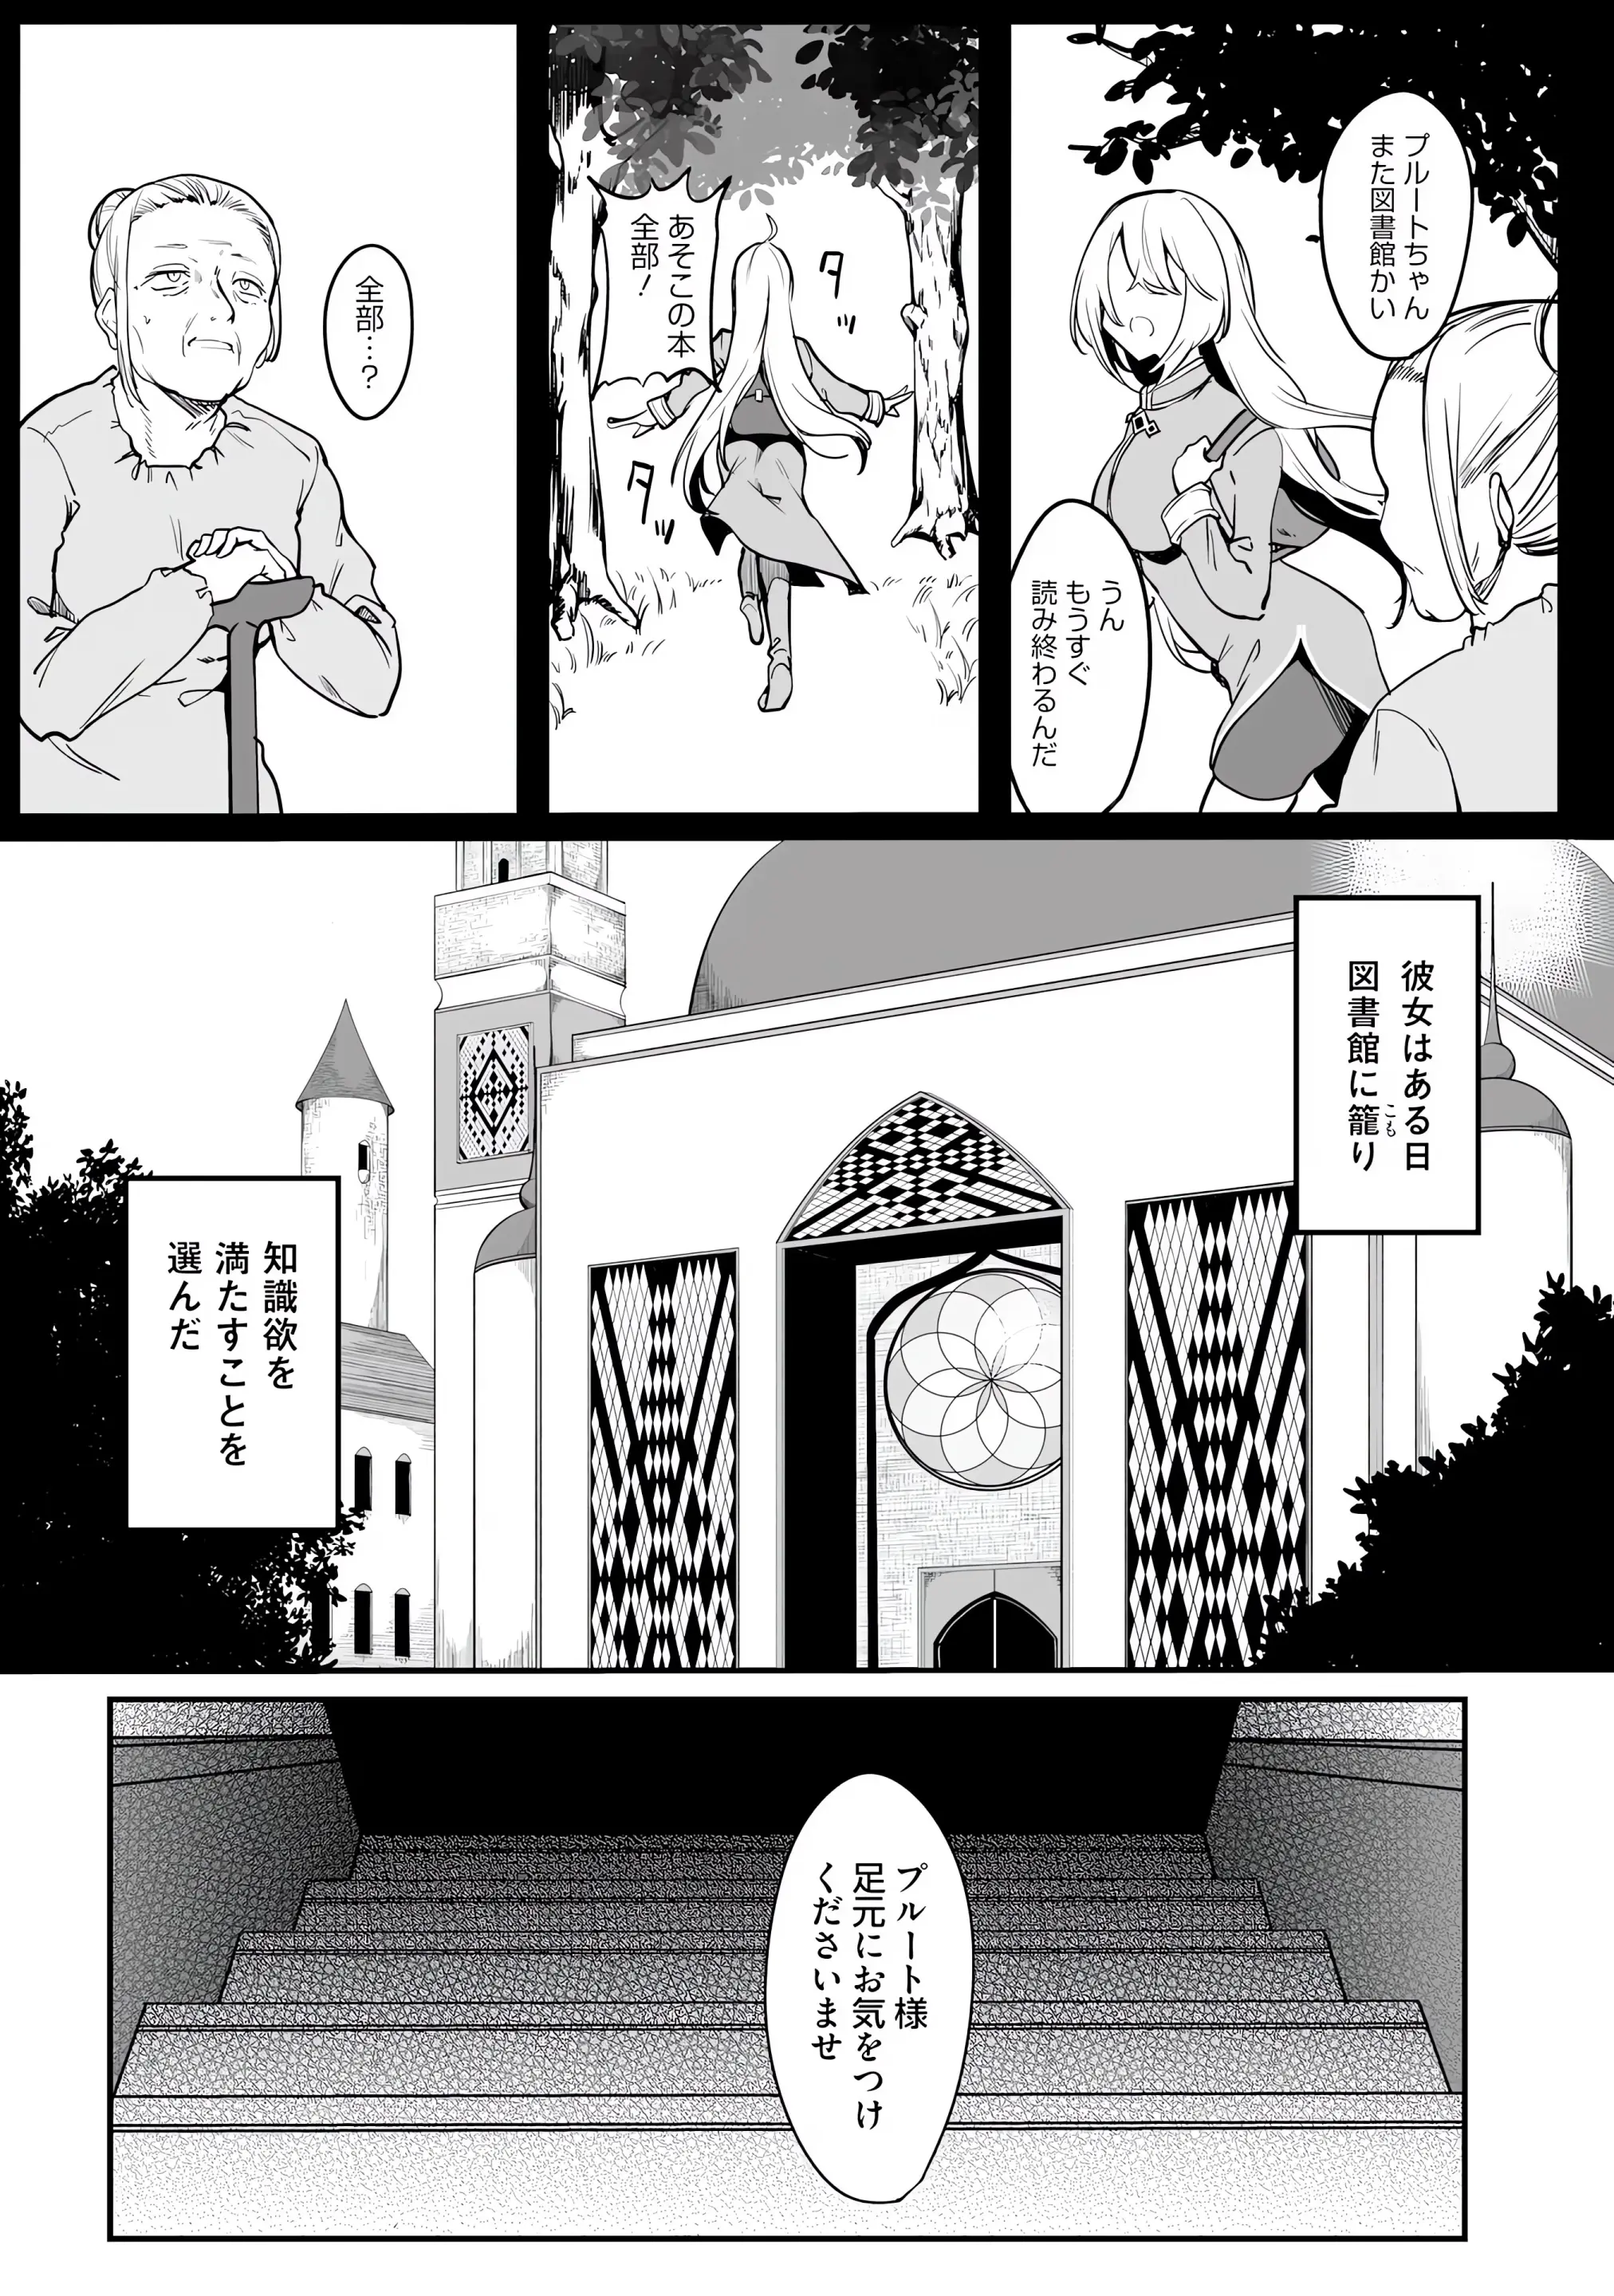 プルートちゃん
また図書館かい
うん
もうすぐ
読み終わるんだ
あそこの本
全部！
タッ
タッ
全部…？
彼女はある日
図書館に籠り
こも
知識欲を
満たすことを
選んだ
プルート様
足元にお気をつけ
くださいませ